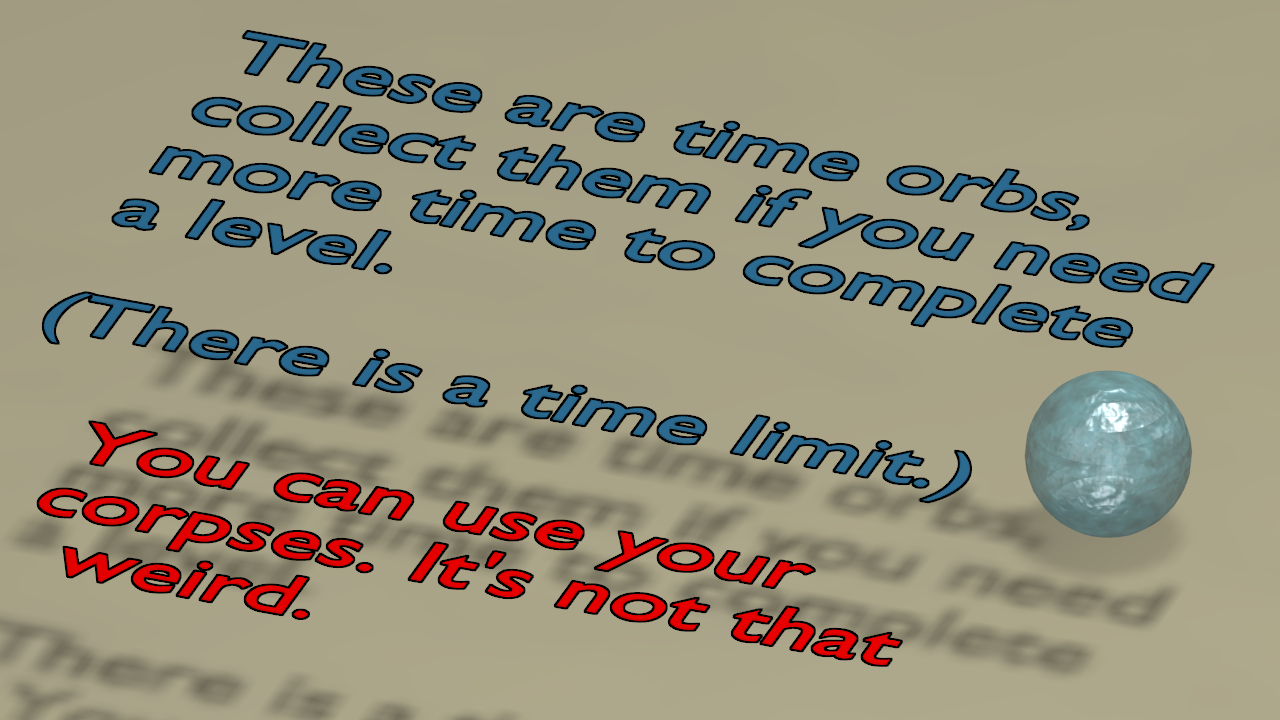 These are time orbs,
collect them if you need
more time to complete
a level.
(There is a time limit.)
You can use your
corpses. It's not that
weird.